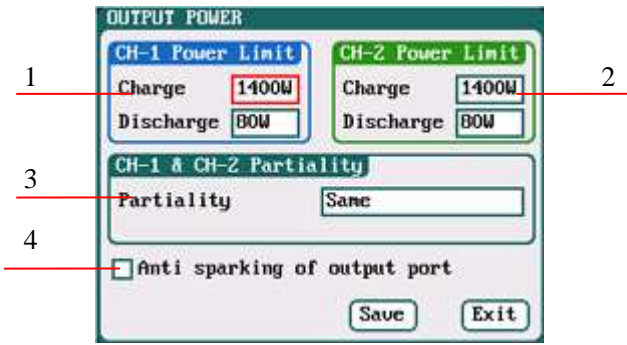 OUTPUT POWER
CH-1 Power Limit CH-2 Power Limit
1 Charge 1400W Charge 1400W 2
Discharge 80W Discharge 80W
CH-1 & CH-2 Partiality
3 Partiality Same
4
Anti sparking of output port
Save Exit